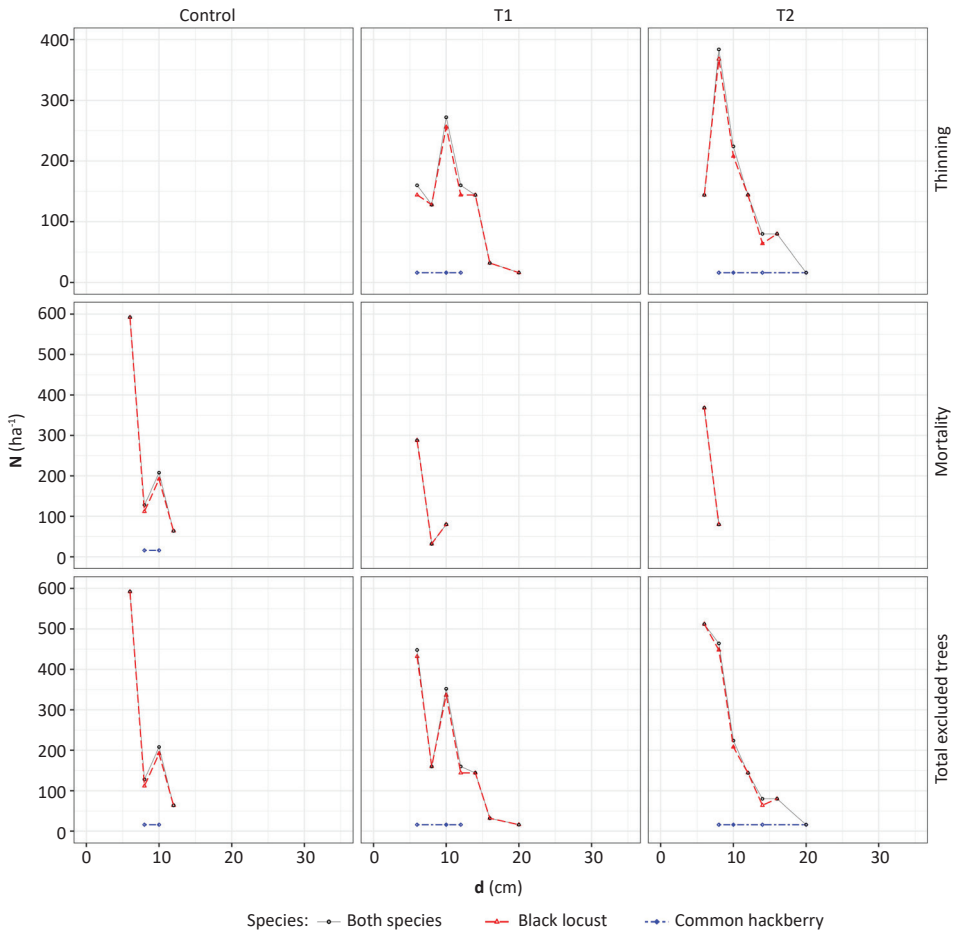 Control T1 T2
400
300
200
100
0
Thinning
600
500
400
300
200
100
0
Mortality
N (ha⁻¹)
600
500
400
300
200
100
0
Total excluded trees
0 10 20 30 0 10 20 30 0 10 20 30
d (cm)
Species: Both species Black locust Common hackberry